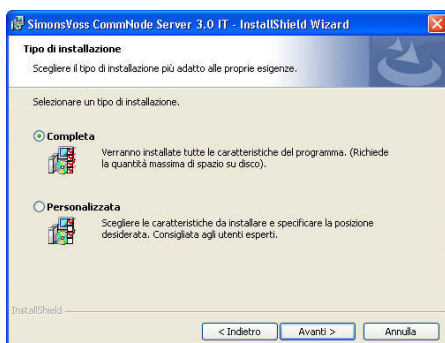 SimonsVoss CommNode Server 3.0 IT - InstallShield Wizard
Tipo di installazione
Scegliere il tipo di installazione più adatto alle proprie esigenze.
Selezionare un tipo di installazione.
Completa
Verranno installate tutte le caratteristiche del programma. (Richiede
la quantità massima di spazio su disco).
Personalizzata
Scegliere le caratteristiche da installare e specificare la posizione
desiderata. Consigliata agli utenti esperti.
InstallShield
< Indietro
Avanti >
Annulla